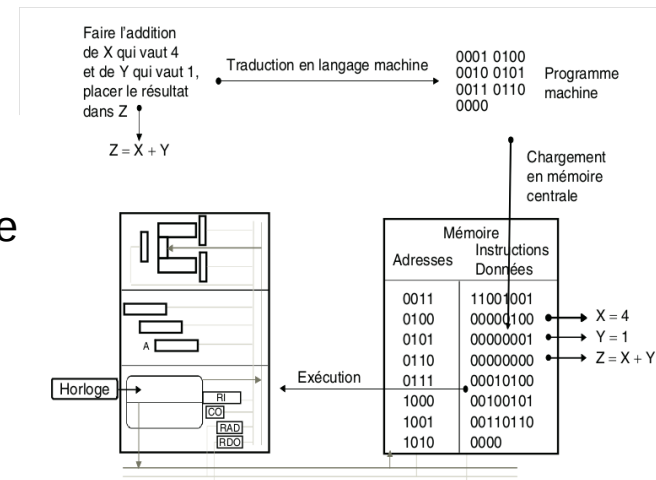 Faire l'addition
de X qui vaut 4
et de Y qui vaut 1,
placer le résultat
dans Z
Z = X + Y
Traduction en langage machine
0001 0100
0010 0101
0011 0110
0000
Programme
machine
Chargement
en mémoire
centrale
e
A
Horloge
RI
CO
RAD
RDO
Exécution
Mémoire
Adresses
Instructions
Données
0011 11001001
0100 00000100 X = 4
0101 00000001 Y = 1
0110 00000000 Z = X + Y
0111 00010100
1000 00100101
1001 00110110
1010 0000